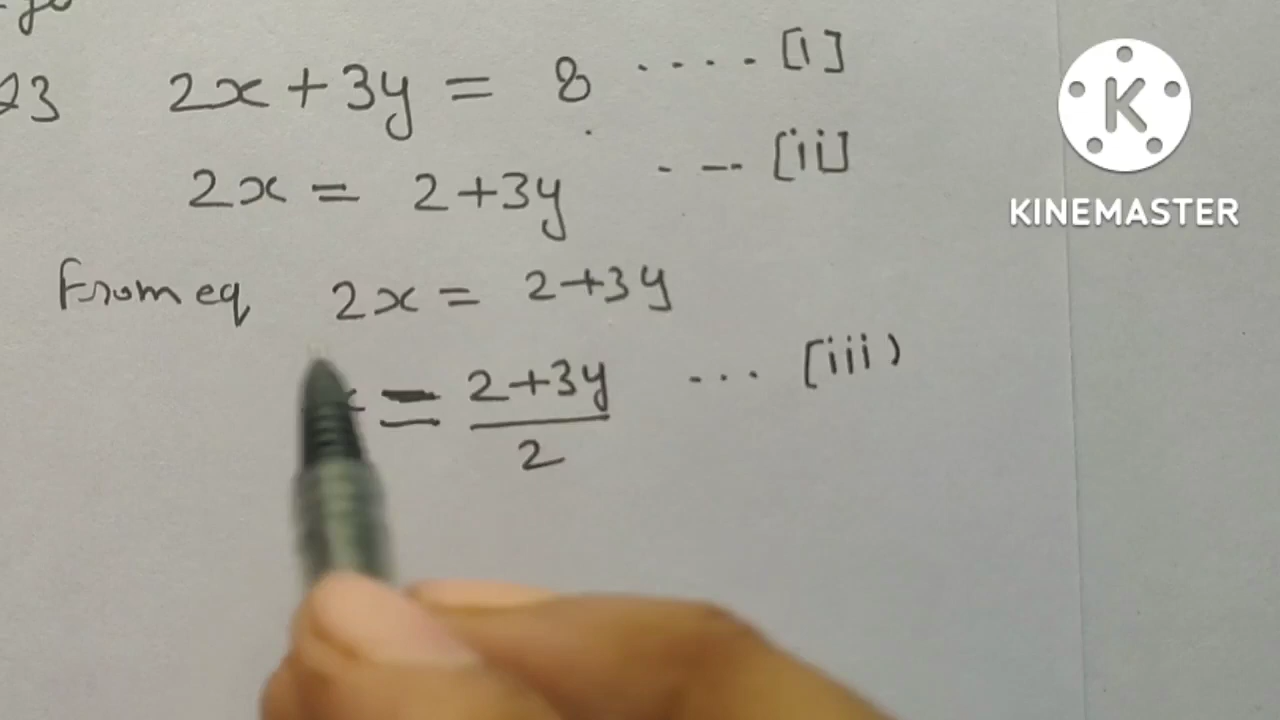 23 2x + 3y = 8 .... [i]
2x = 2+3y . -- [ii]
From eq 2x = 2+3y
= 2+3y ... [iii)
2
KINEMASTER